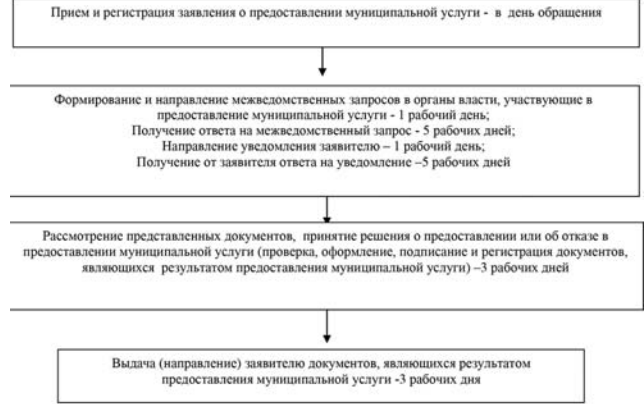 Прием и регистрация заявления о предоставлении муниципальной услуги - в день обращения
Формирование и направление межведомственных запросов в органы власти, участвующие в
предоставление муниципальной услуги - 1 рабочий день;
Получение ответа на межведомственный запрос - 5 рабочих дней;
Направление уведомления заявителю – 1 рабочий день;
Получение от заявителя ответа на уведомление –5 рабочих дней
Рассмотрение представленных документов, принятие решения о предоставлении или об отказе в
предоставлении муниципальной услуги (проверка, оформление, подписание и регистрация документов,
являющихся результатом предоставления муниципальной услуги) –3 рабочих дней
Выдача (направление) заявителю документов, являющихся результатом
предоставления муниципальной услуги -3 рабочих дня